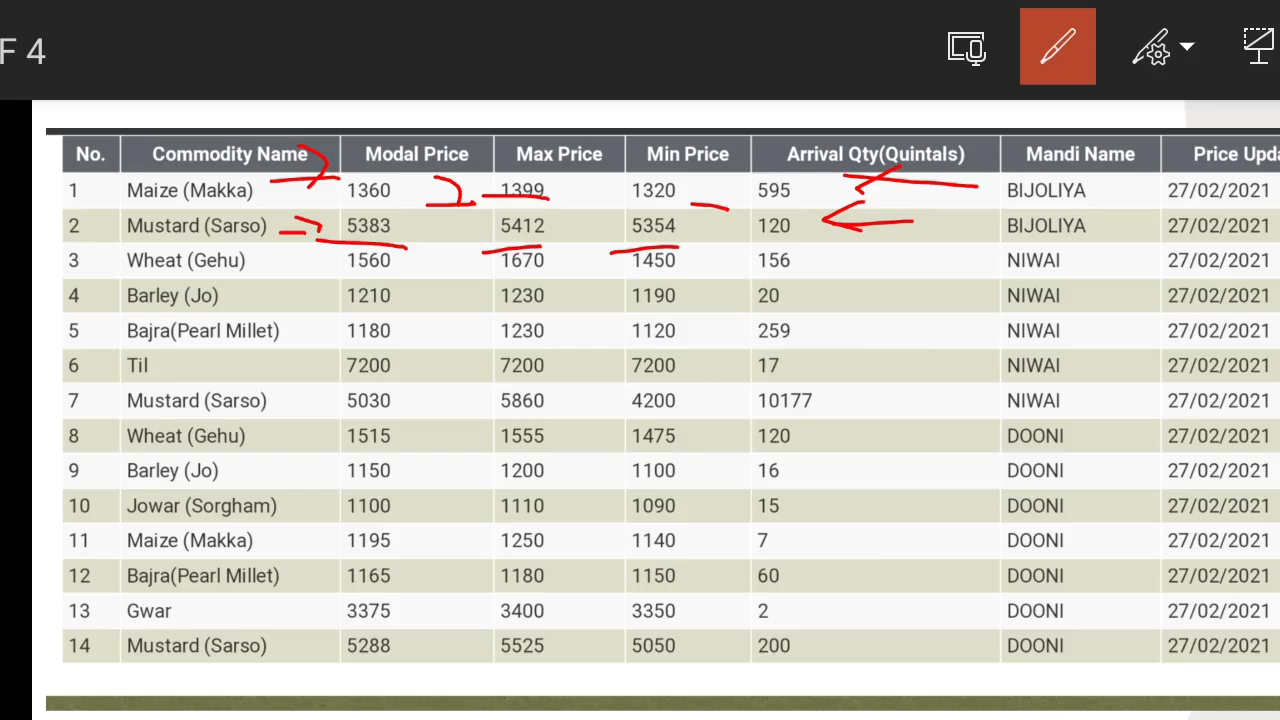 F 4
No. Commodity Name Modal Price Max Price Min Price Arrival Qty(Quintals) Mandi Name Price Upda
1 Maize (Makka) 1360 1399 1320 595 BIJOLIYA 27/02/2021
2 Mustard (Sarso) 5383 5412 5354 120 BIJOLIYA 27/02/2021
3 Wheat (Gehu) 1560 1670 1450 156 NIWAI 27/02/2021
4 Barley (Jo) 1210 1230 1190 20 NIWAI 27/02/2021
5 Bajra(Pearl Millet) 1180 1230 1120 259 NIWAI 27/02/2021
6 Til 7200 7200 7200 17 NIWAI 27/02/2021
7 Mustard (Sarso) 5030 5860 4200 10177 NIWAI 27/02/2021
8 Wheat (Gehu) 1515 1555 1475 120 DOONI 27/02/2021
9 Barley (Jo) 1150 1200 1100 16 DOONI 27/02/2021
10 Jowar (Sorgham) 1100 1110 1090 15 DOONI 27/02/2021
11 Maize (Makka) 1195 1250 1140 7 DOONI 27/02/2021
12 Bajra(Pearl Millet) 1165 1180 1150 60 DOONI 27/02/2021
13 Gwar 3375 3400 3350 2 DOONI 27/02/2021
14 Mustard (Sarso) 5288 5525 5050 200 DOONI 27/02/2021